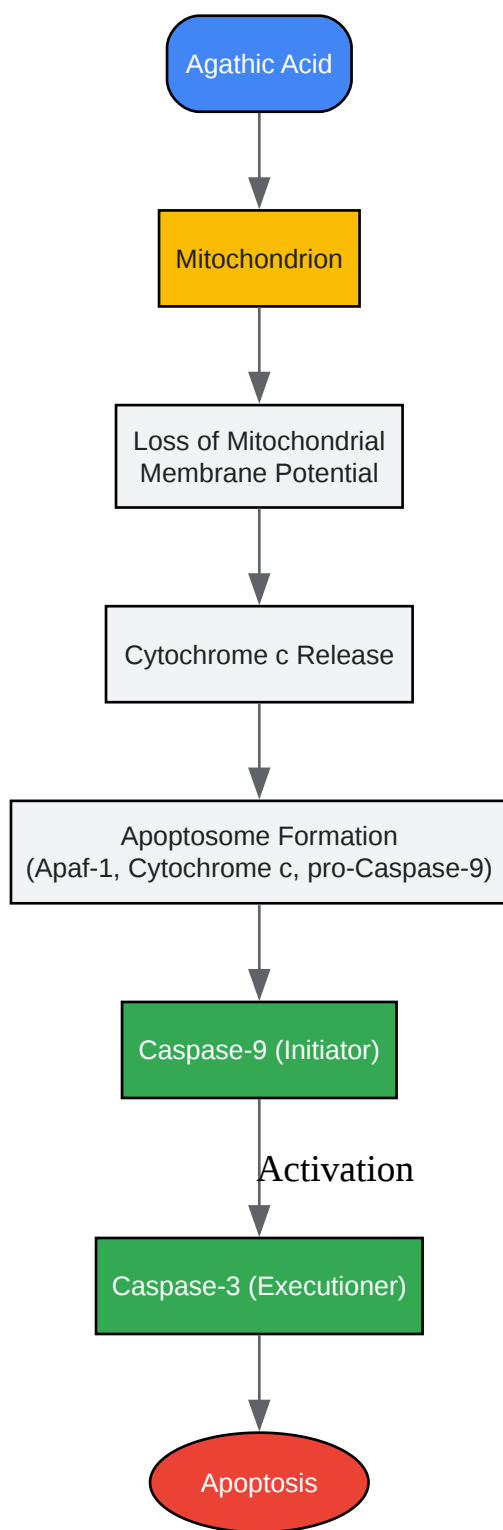 Agathic Acid
Mitochondrion
Loss of Mitochondrial
Membrane Potential
Cytochrome c Release
Apoptosome Formation
(Apaf-1, Cytochrome c, pro-Caspase-9)
Caspase-9 (Initiator)
Activation
Caspase-3 (Executioner)
Apoptosis